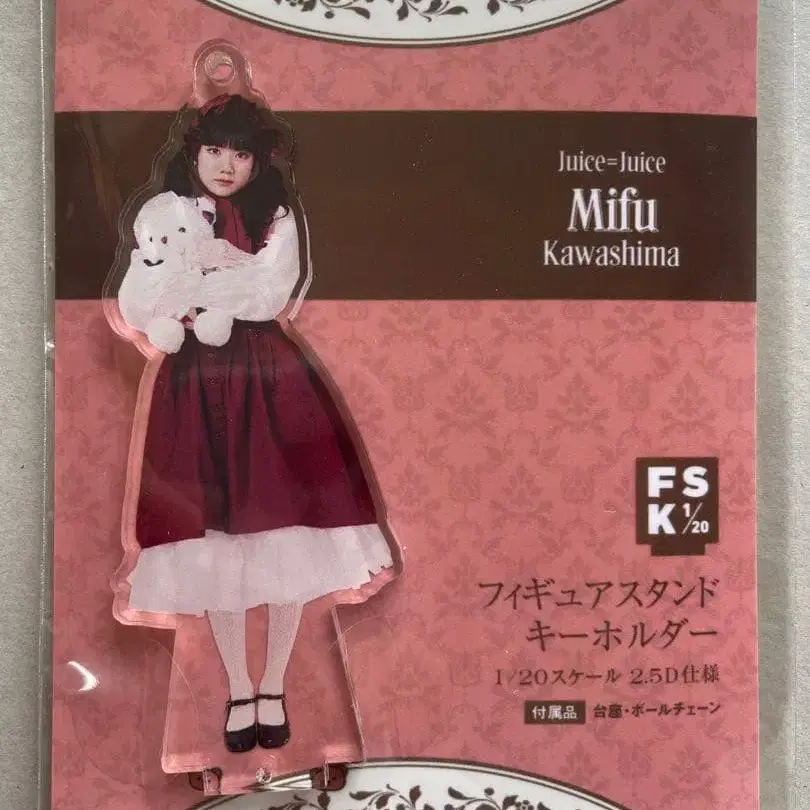 Juice=Juice
Mifu
Kawashima
FS
K 1/20
フィギュアスタンド
キーホルダー
1/20スケール 2.5D仕様
付属品 台座・ボールチェーン